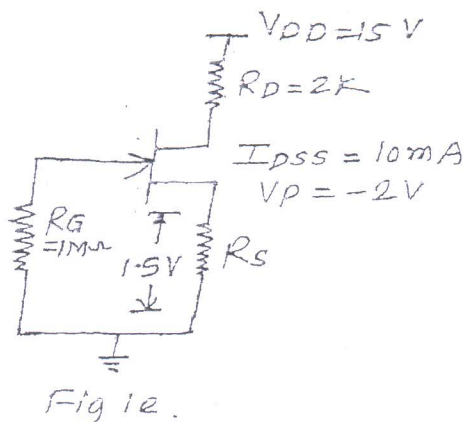 VDD=15 V
RD=2K
IDSS = 10mA
VP = -2V
RG
=1MΩ
1.5V
RS
Fig 1e.